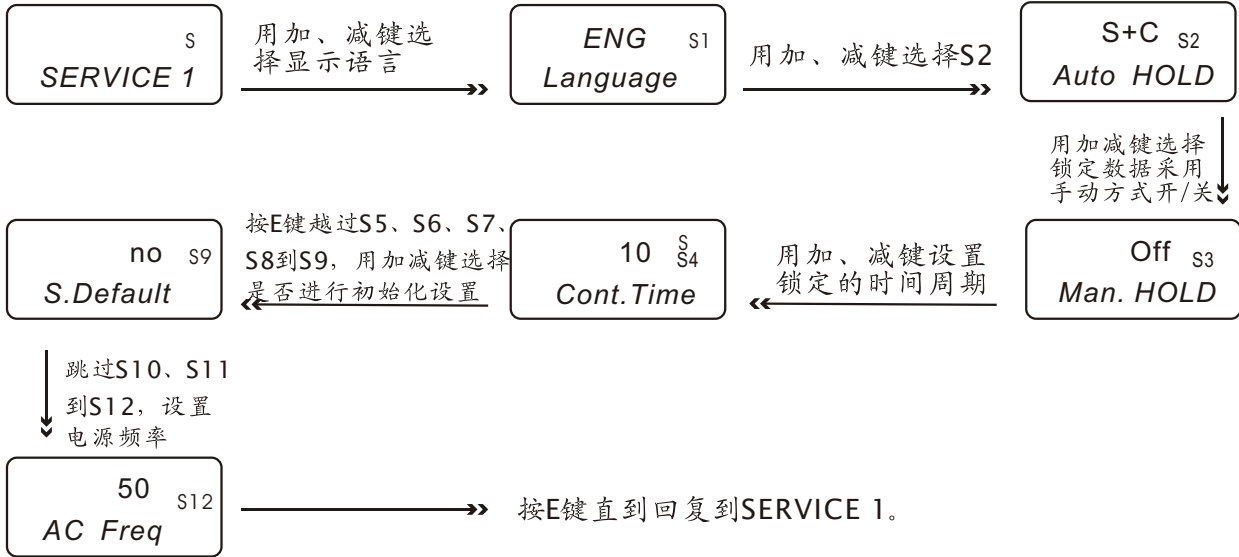 S
SERVICE 1
用加、减键选
择显示语言
ENG S1
Language
用加、减键选择S2
S+C S2
Auto HOLD
用加减键选择
锁定数据采用
手动方式开/关
Off S3
Man. HOLD
用加、减键设置
锁定的时间周期
10 S
S4
Cont.Time
按E键越过S5、S6、S7、
S8到S9，用加减键选择
是否进行初始化设置
no S9
S.Default
跳过S10、S11
到S12，设置
电源频率
50 S12
AC Freq
按E键直到回复到SERVICE 1。